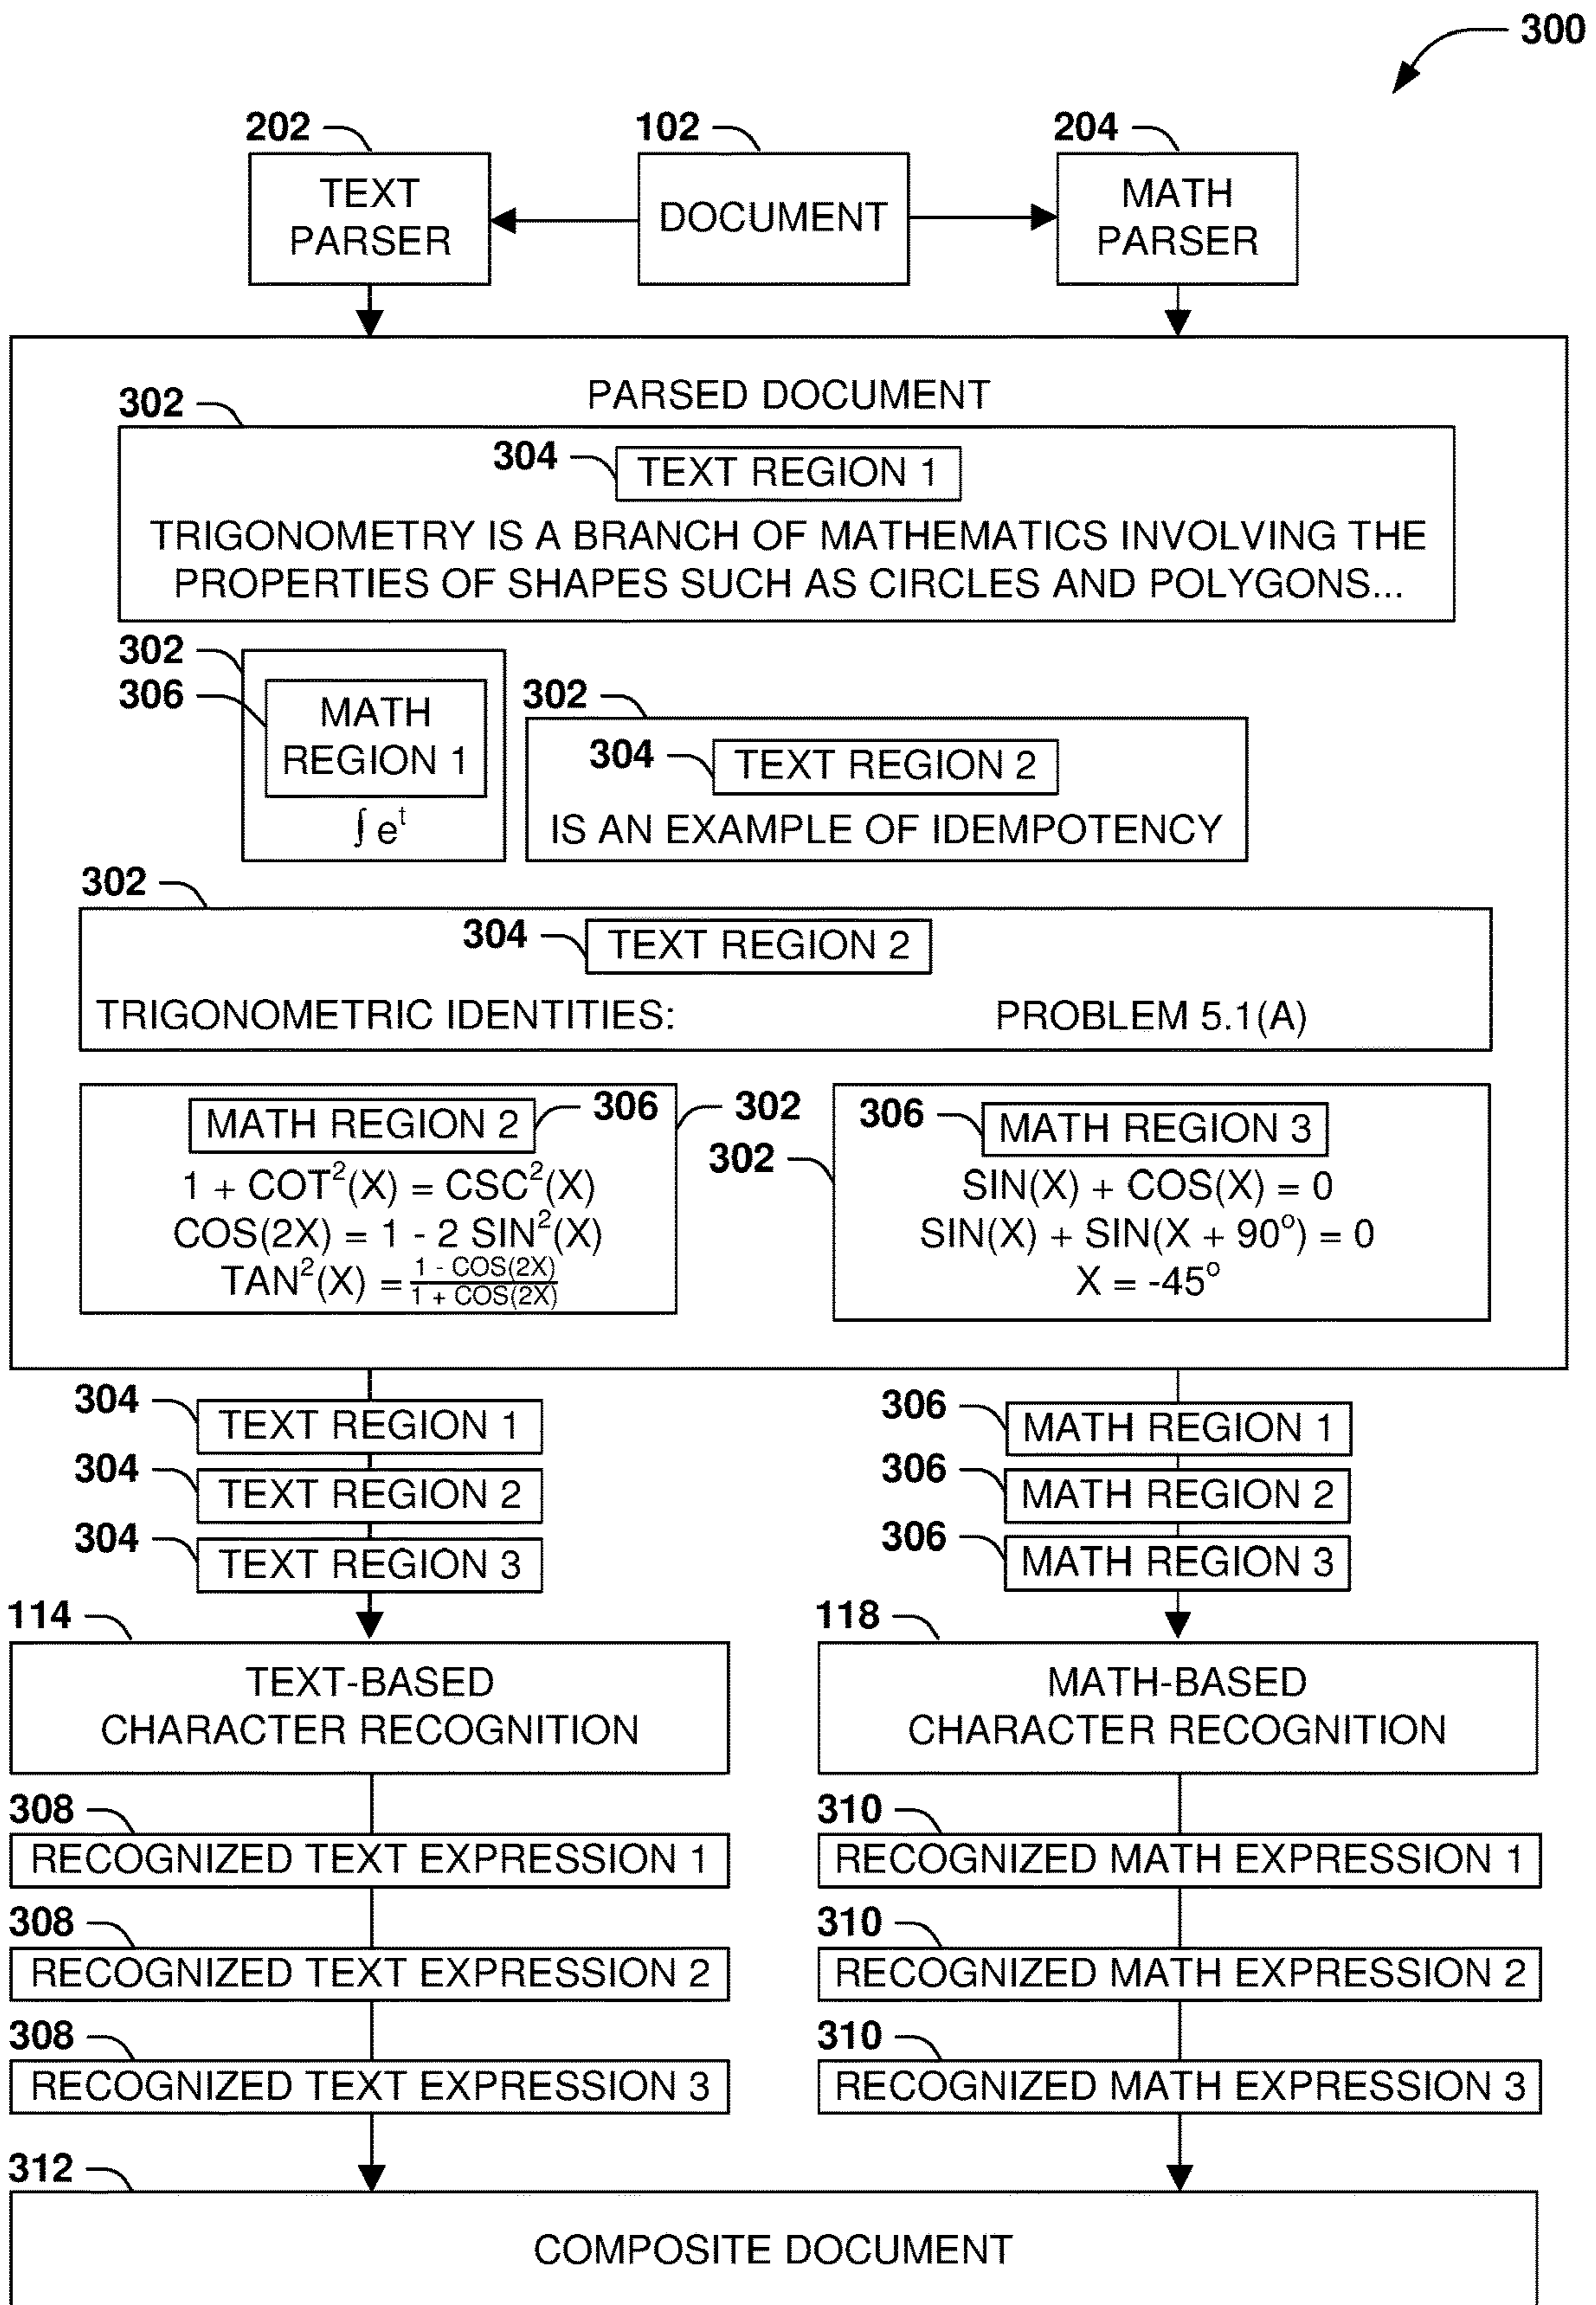 300
202
102
204
TEXT
PARSER
DOCUMENT
MATH
PARSER
PARSED DOCUMENT
302
304
TEXT REGION 1
TRIGONOMETRY IS A BRANCH OF MATHEMATICS INVOLVING THE
PROPERTIES OF SHAPES SUCH AS CIRCLES AND POLYGONS...
302
306
MATH
REGION 1
∫ e^t
302
304
TEXT REGION 2
IS AN EXAMPLE OF IDEMPOTENCY
302
304
TEXT REGION 2
TRIGONOMETRIC IDENTITIES: PROBLEM 5.1(A)
MATH REGION 2
306
302
1 + COT²(X) = CSC²(X)
COS(2X) = 1 - 2 SIN²(X)
TAN²(X) = 1 - COS(2X) / 1 + COS(2X)
302
306
MATH REGION 3
SIN(X) + COS(X) = 0
SIN(X) + SIN(X + 90°) = 0
X = -45°
304
TEXT REGION 1
304
TEXT REGION 2
304
TEXT REGION 3
306
MATH REGION 1
306
MATH REGION 2
306
MATH REGION 3
114
TEXT-BASED
CHARACTER RECOGNITION
118
MATH-BASED
CHARACTER RECOGNITION
308
RECOGNIZED TEXT EXPRESSION 1
308
RECOGNIZED TEXT EXPRESSION 2
308
RECOGNIZED TEXT EXPRESSION 3
310
RECOGNIZED MATH EXPRESSION 1
310
RECOGNIZED MATH EXPRESSION 2
310
RECOGNIZED MATH EXPRESSION 3
312
COMPOSITE DOCUMENT